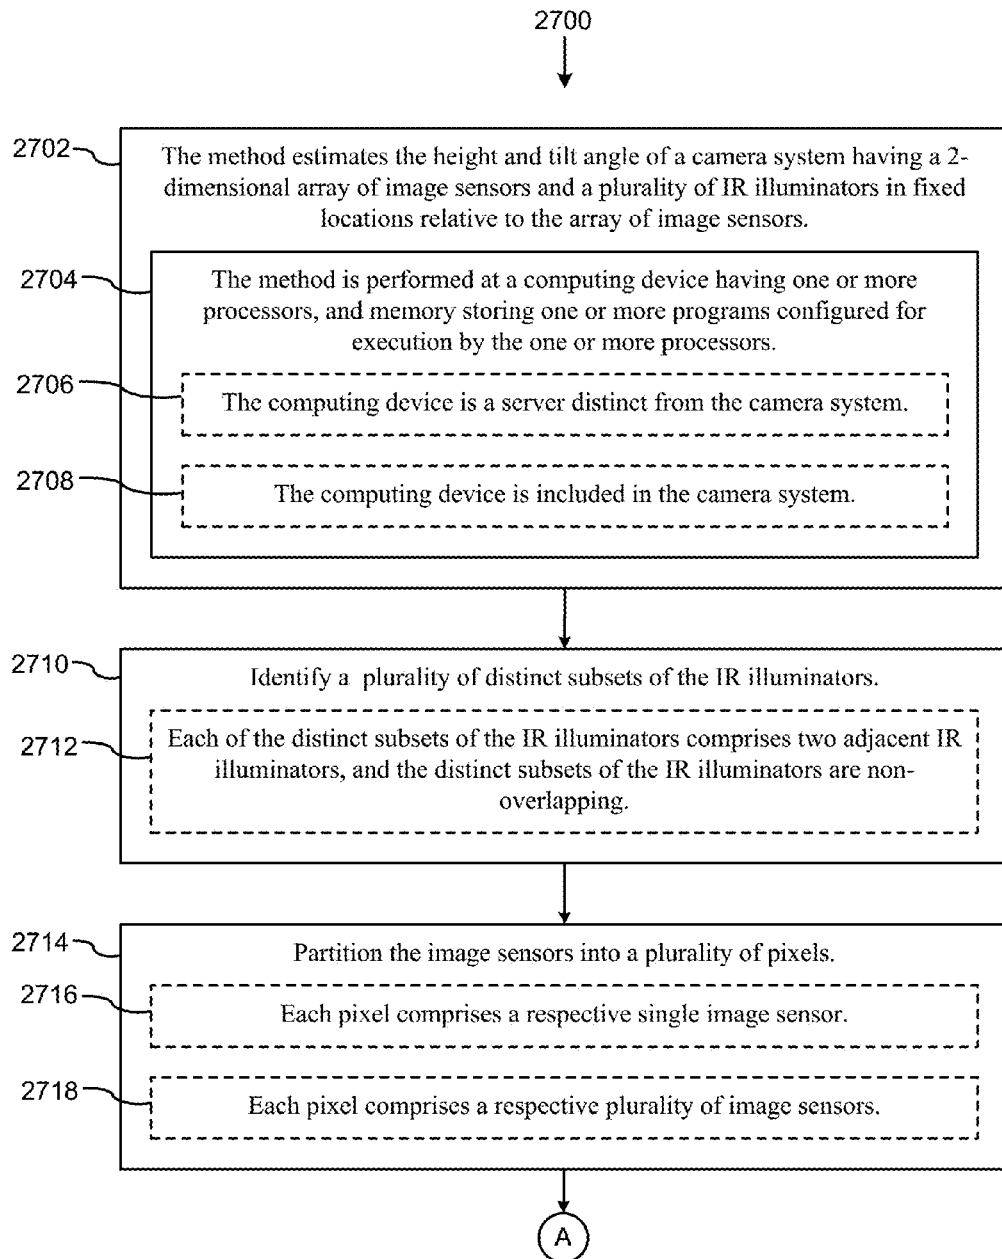 2700
2702
The method estimates the height and tilt angle of a camera system having a 2-
dimensional array of image sensors and a plurality of IR illuminators in fixed
locations relative to the array of image sensors.
2704
The method is performed at a computing device having one or more
processors, and memory storing one or more programs configured for
execution by the one or more processors.
2706
The computing device is a server distinct from the camera system.
2708
The computing device is included in the camera system.
2710
Identify a plurality of distinct subsets of the IR illuminators.
2712
Each of the distinct subsets of the IR illuminators comprises two adjacent IR
illuminators, and the distinct subsets of the IR illuminators are non-
overlapping.
2714
Partition the image sensors into a plurality of pixels.
2716
Each pixel comprises a respective single image sensor.
2718
Each pixel comprises a respective plurality of image sensors.
A